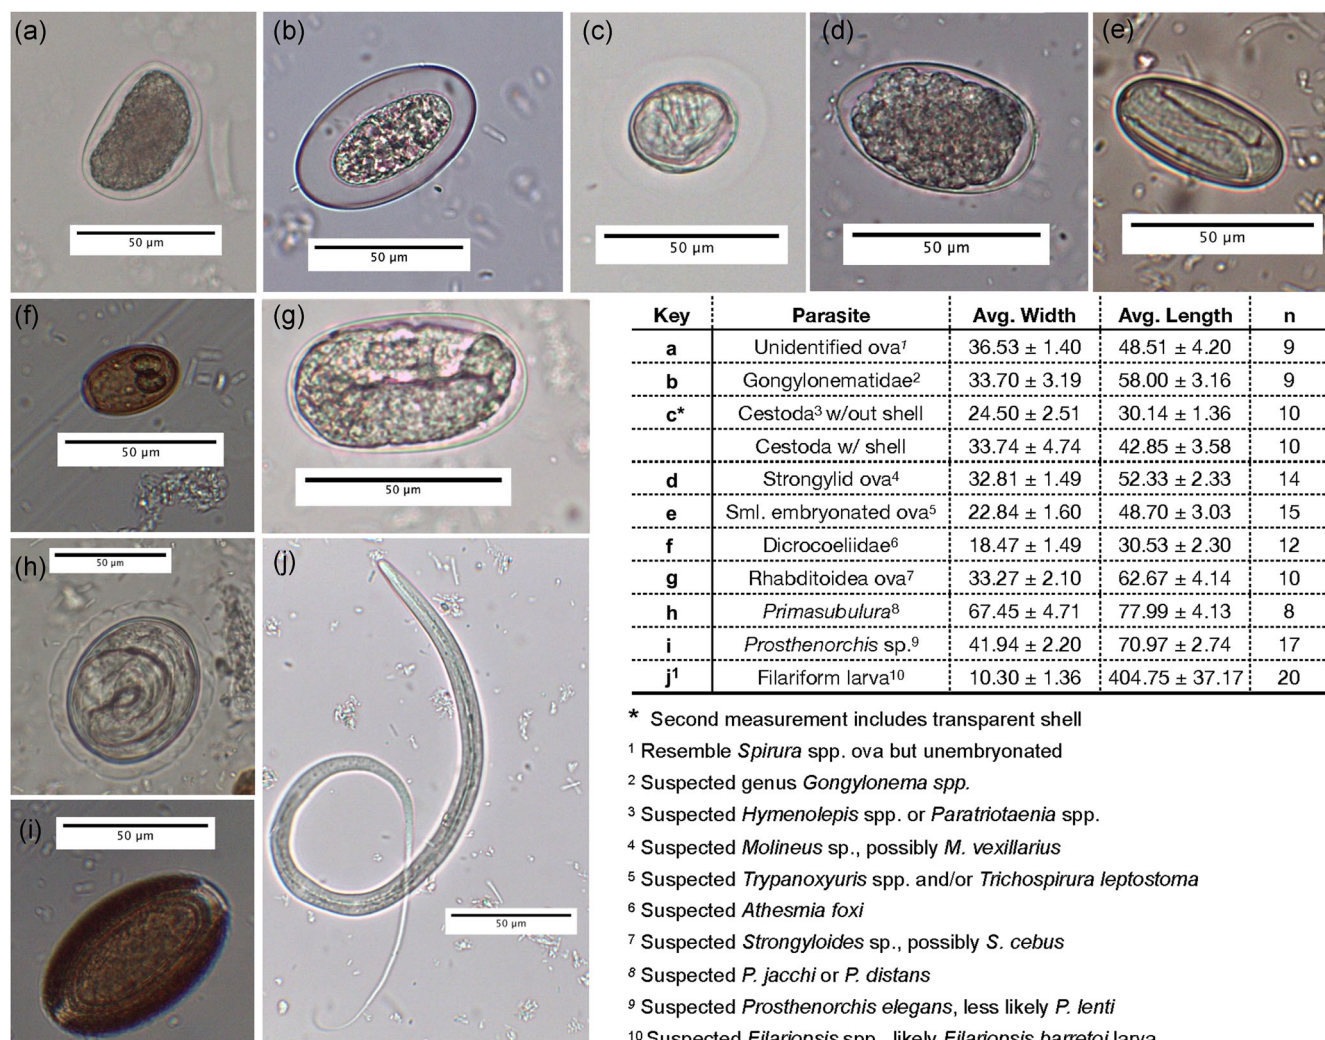 (a)
(b)
(c)
(d)
(e)
50 µm
50 µm
50 µm
50 µm
50 µm
(f)
50 µm
(g)
50 µm
(h)
50 µm
(i)
50 µm
(j)
50 µm
Key Parasite Avg. Width Avg. Length n
a Unidentified ova¹ 36.53 ± 1.40 48.51 ± 4.20 9
b Gongylonematidae² 33.70 ± 3.19 58.00 ± 3.16 9
c* Cestoda³ w/out shell 24.50 ± 2.51 30.14 ± 1.36 10
Cestoda w/ shell 33.74 ± 4.74 42.85 ± 3.58 10
d Strongylid ova⁴ 32.81 ± 1.49 52.33 ± 2.33 14
e Sml. embryonated ova⁵ 22.84 ± 1.60 48.70 ± 3.03 15
f Dicrocoeliidae⁶ 18.47 ± 1.49 30.53 ± 2.30 12
g Rhabditoidea ova⁷ 33.27 ± 2.10 62.67 ± 4.14 10
h Primasubulura⁸ 67.45 ± 4.71 77.99 ± 4.13 8
i Prosthenorchis sp.⁹ 41.94 ± 2.20 70.97 ± 2.74 17
j¹ Filariform larva¹⁰ 10.30 ± 1.36 404.75 ± 37.17 20
* Second measurement includes transparent shell
¹ Resemble Spirura spp. ova but unembryonated
² Suspected genus Gongylonema spp.
³ Suspected Hymenolepis spp. or Paratriotaenia spp.
⁴ Suspected Molineus sp., possibly M. vexillarius
⁵ Suspected Trypanoxyuris spp. and/or Trichospirura leptostoma
⁶ Suspected Athesmia foxi
⁷ Suspected Strongyloides sp., possibly S. cebus
⁸ Suspected P. jacchi or P. distans
⁹ Suspected Prosthenorchis elegans, less likely P. lenti
¹⁰ Suspected Filariopsis spp., likely Filariopsis barretoi larva